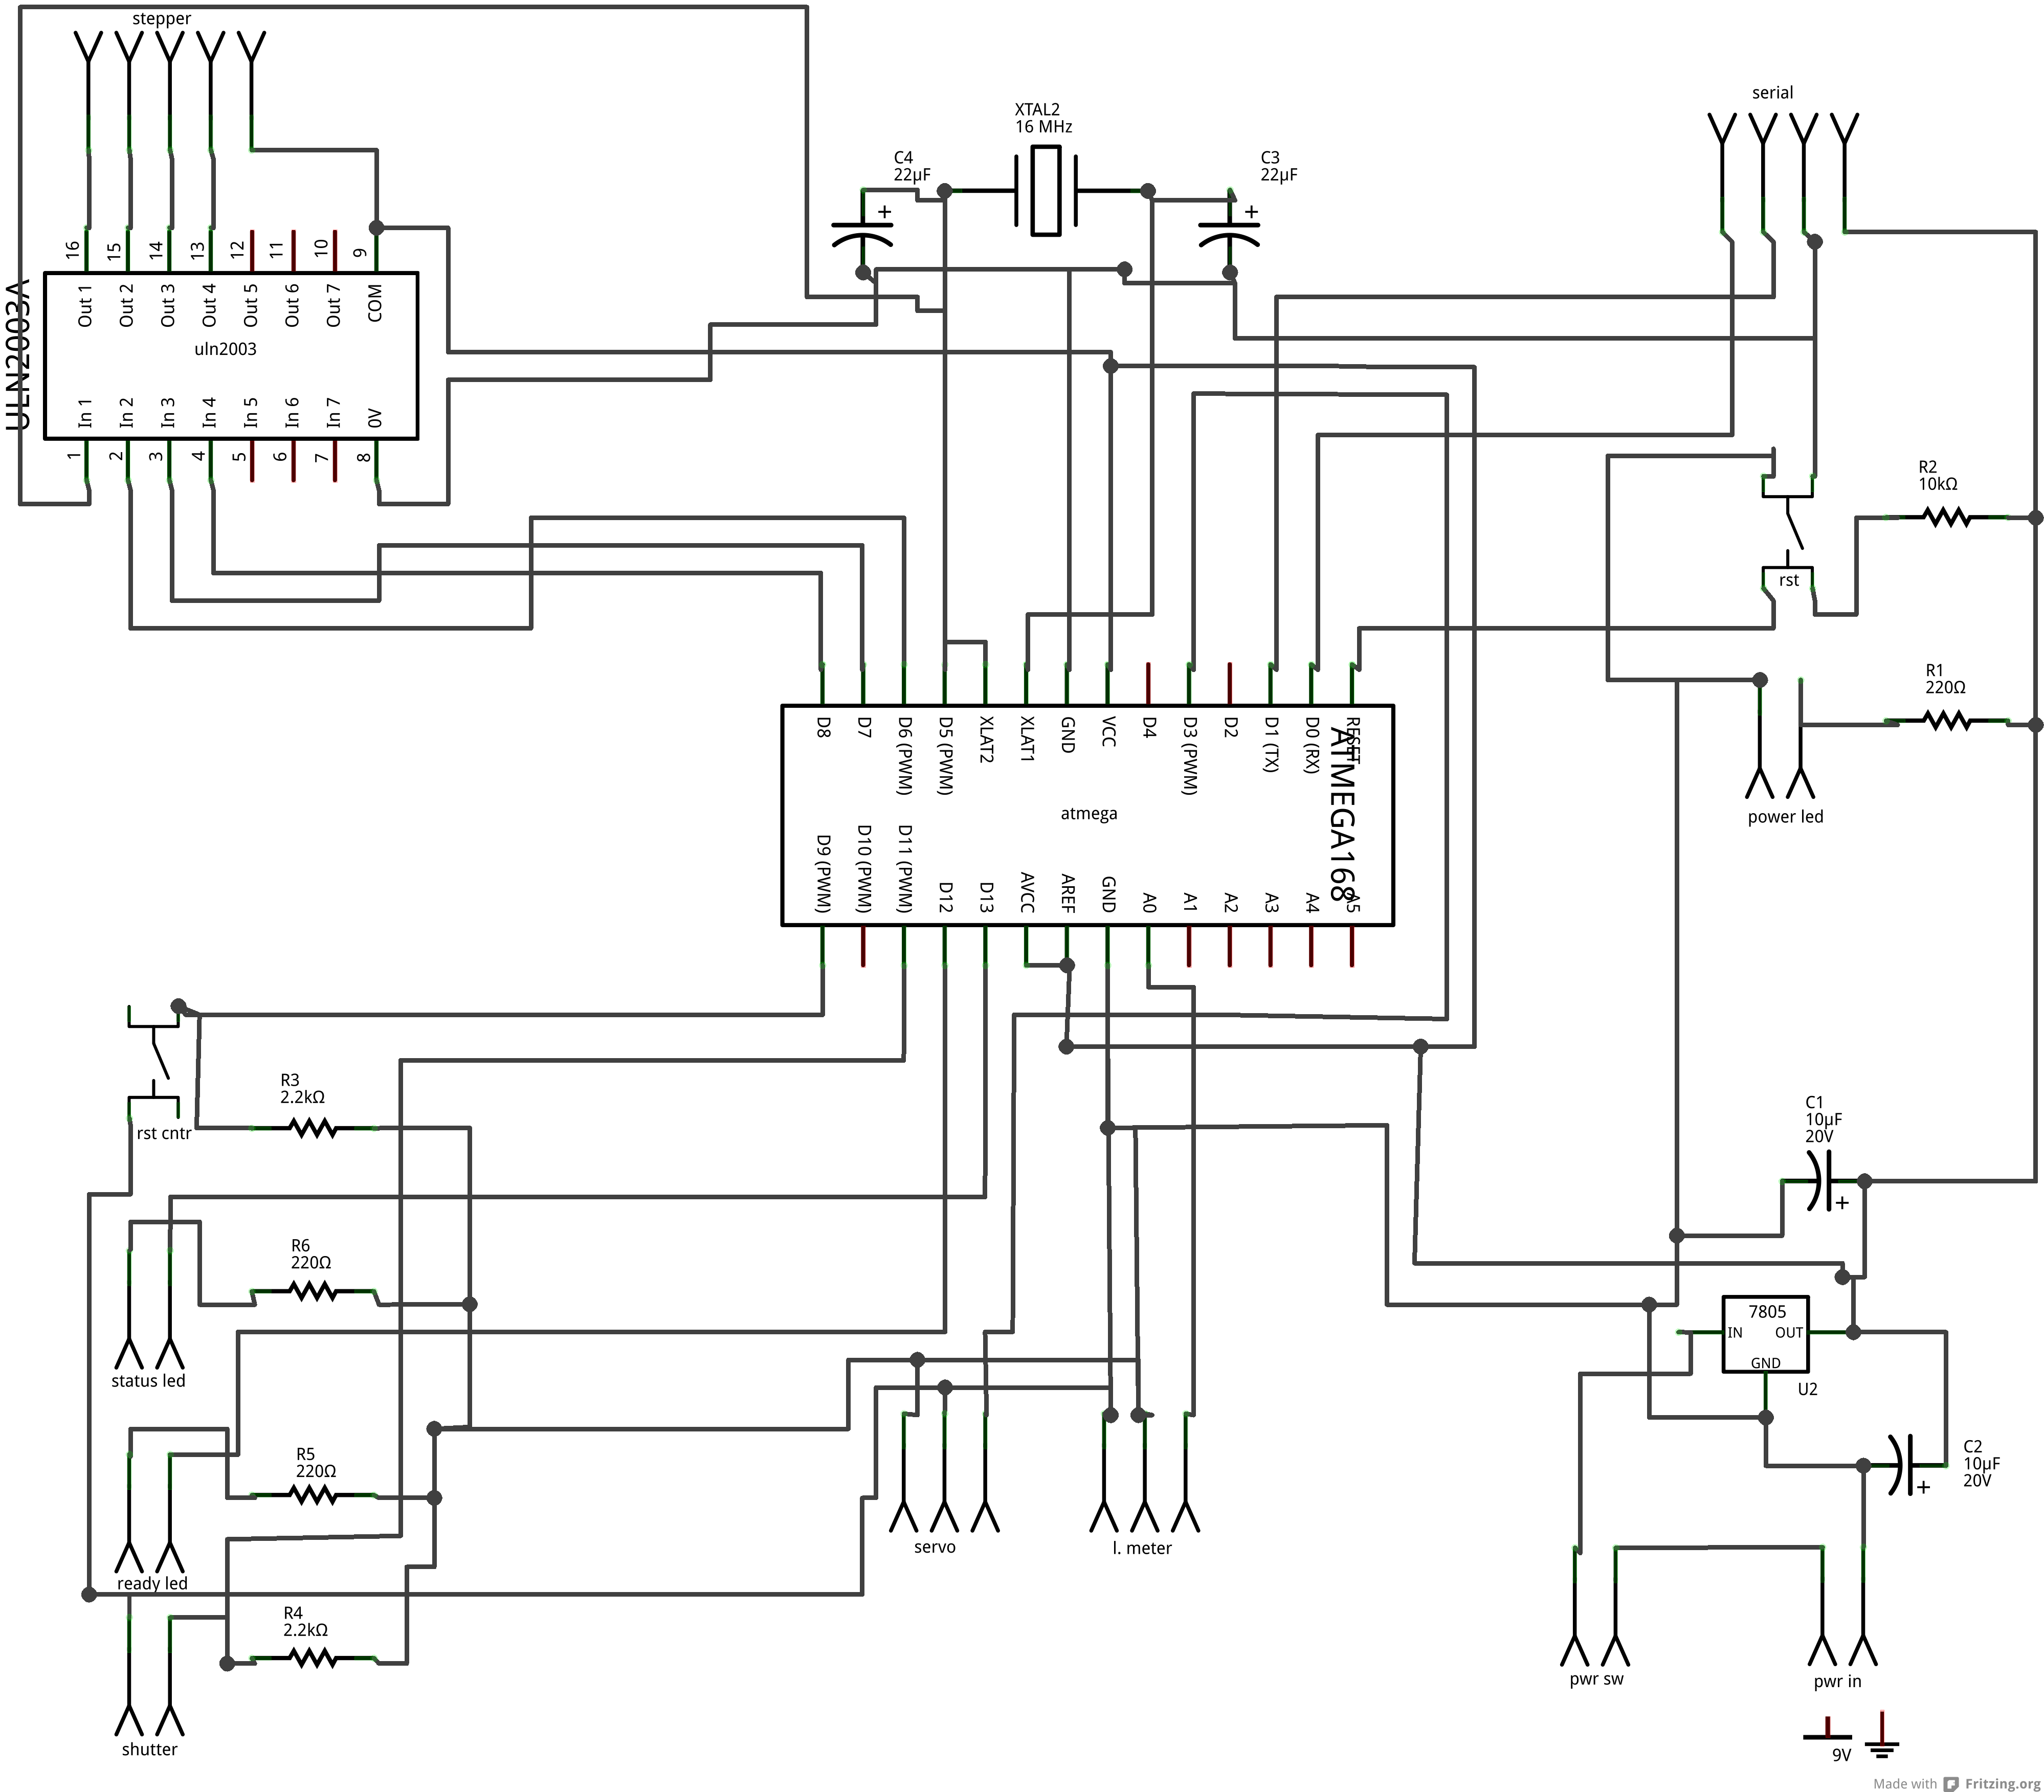 stepper
serial
XTAL2
16 MHz
C4
22µF
C3
22µF
16
15
14
13
12
11
10
9
Out 1
Out 2
Out 3
Out 4
Out 5
Out 6
Out 7
COM
ULN2003A
uln2003
In 1
In 2
In 3
In 4
In 5
In 6
In 7
0V
1
2
3
4
5
6
7
8
R2
10kΩ
rst
R1
220Ω
power led
D8
D7
D6 (PWM)
D5 (PWM)
XLAT2
XLAT1
GND
VCC
D4
D3 (PWM)
D2
D1 (TX)
D0 (RX)
RESET
ATMEGA168
atmega
D9 (PWM)
D10 (PWM)
D11 (PWM)
D12
D13
AVCC
AREF
GND
A0
A1
A2
A3
A4
A5
R3
2.2kΩ
rst cntr
C1
10µF
20V
R6
220Ω
status led
7805
IN
OUT
GND
U2
R5
220Ω
C2
10µF
20V
servo
l. meter
ready led
R4
2.2kΩ
pwr sw
pwr in
shutter
9V
Made with Fritzing.org